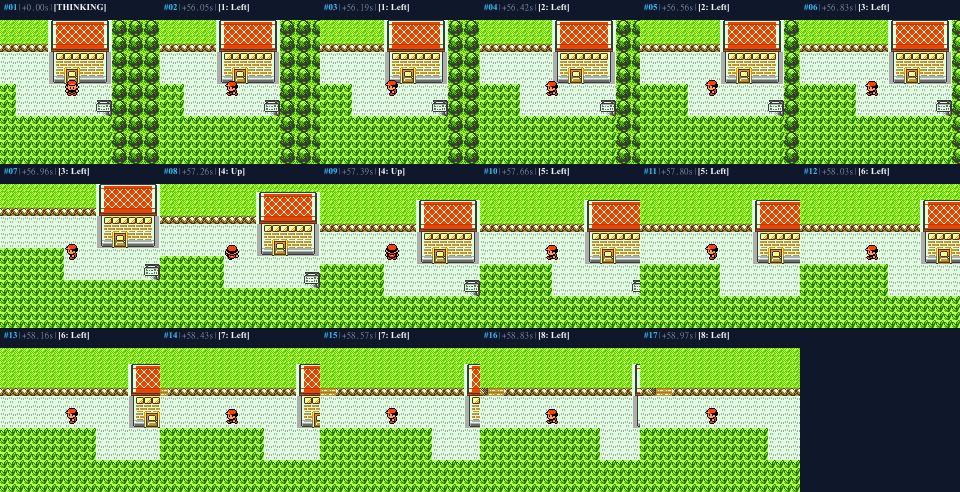 #01|+0.00s|[THINKING]
#02|+56.05s|[1: Left]
#03|+56.19s|[1: Left]
#04|+56.42s|[2: Left]
#05|+56.56s|[2: Left]
#06|+56.83s|[3: Left]
#07|+56.96s|[3: Left]
#08|+57.26s|[4: Up]
#09|+57.39s|[4: Up]
#10|+57.66s|[5: Left]
#11|+57.80s|[5: Left]
#12|+58.03s|[6: Left]
#13|+58.16s|[6: Left]
#14|+58.43s|[7: Left]
#15|+58.57s|[7: Left]
#16|+58.83s|[8: Left]
#17|+58.97s|[8: Left]